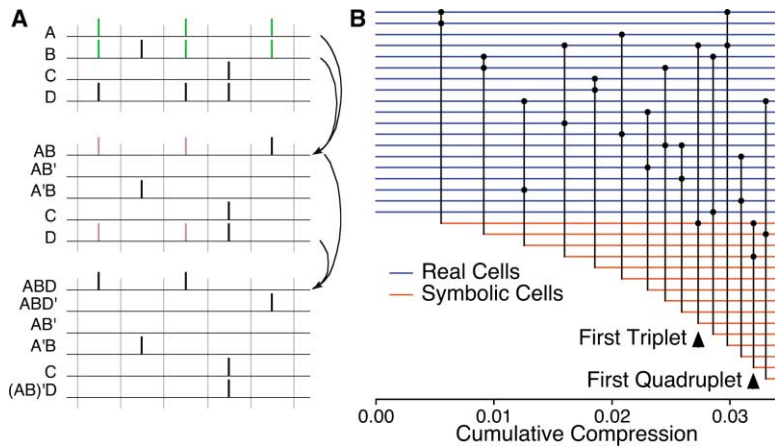 A
A
B
C
D
AB
AB'
A'B
C
D
ABD
ABD'
AB'
A'B
C
(AB)'D
B
Real Cells
Symbolic Cells
First Triplet
First Quadruplet
0.00 0.01 0.02 0.03
Cumulative Compression